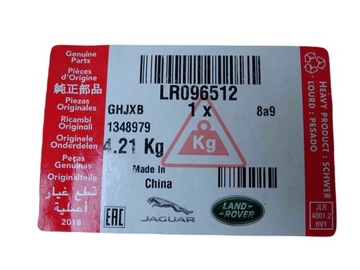 Genuine
Parts
Pièces
d'Origine
純正部品
Piezas
Originales
Ricambi
Originali
Originele
Onderdelen
Peças
Genuínas
Originalteile
قطع غيار
أصلية
2018
LR096512
GHJXB
1 x
8a9
1348979
4.21 Kg
Kg
Made in
China
EAC
JAGUAR
LAND-
ROVER
HEAVY PRODUCT : SCHWER
LOURD : PESADO
JLR
4001.2
HVY